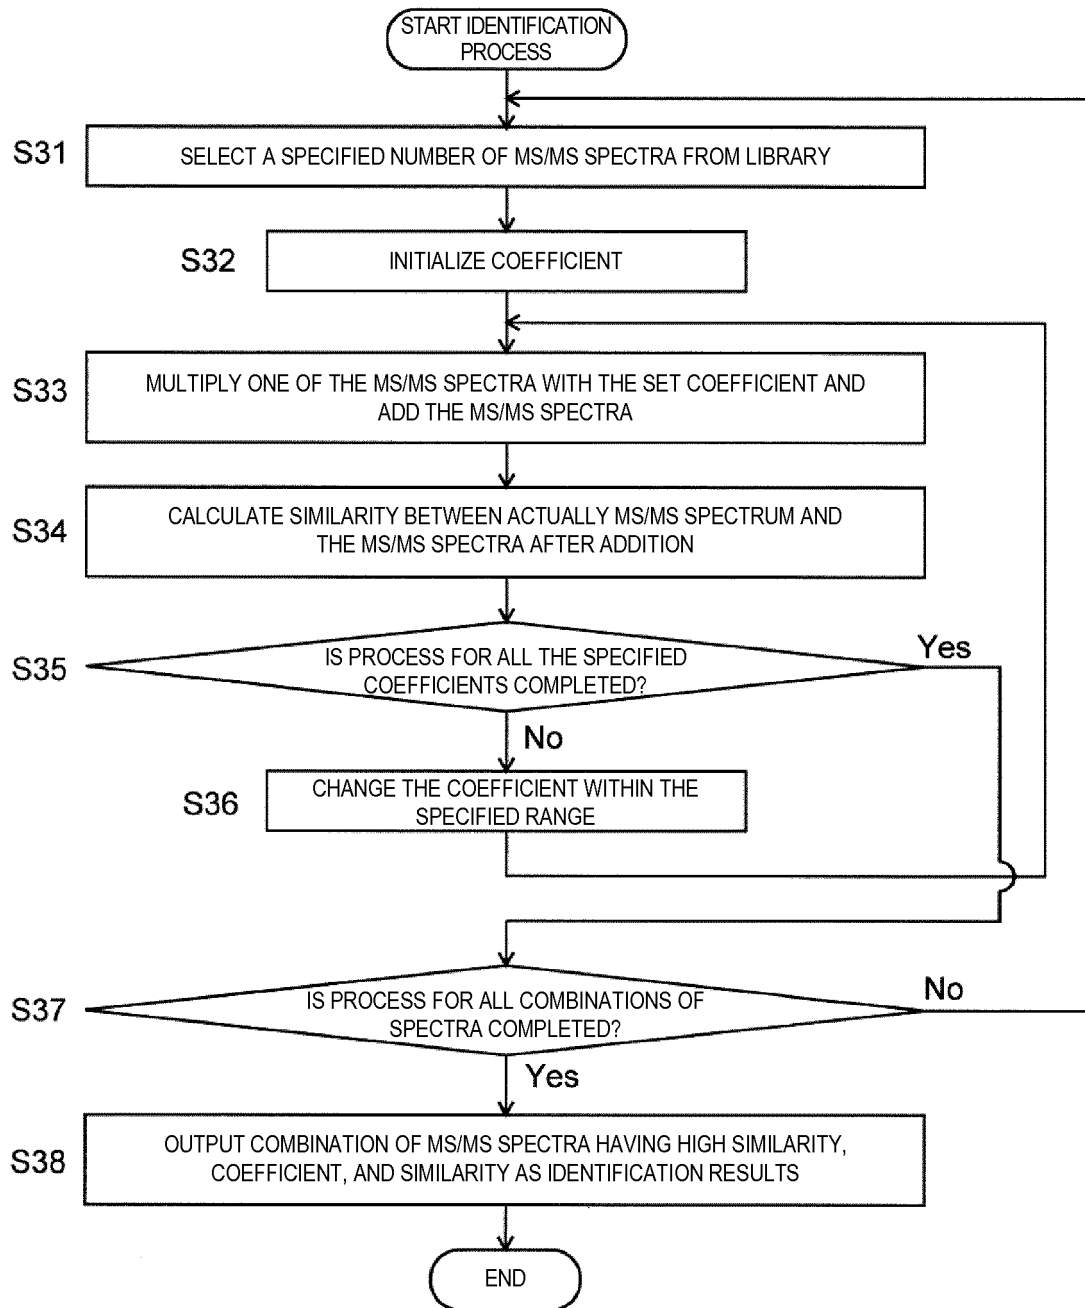 START IDENTIFICATION
PROCESS
S31
SELECT A SPECIFIED NUMBER OF MS/MS SPECTRA FROM LIBRARY
S32
INITIALIZE COEFFICIENT
S33
MULTIPLY ONE OF THE MS/MS SPECTRA WITH THE SET COEFFICIENT AND
ADD THE MS/MS SPECTRA
S34
CALCULATE SIMILARITY BETWEEN ACTUALLY MS/MS SPECTRUM AND
THE MS/MS SPECTRA AFTER ADDITION
S35
IS PROCESS FOR ALL THE SPECIFIED
COEFFICIENTS COMPLETED?
Yes
No
S36
CHANGE THE COEFFICIENT WITHIN THE
SPECIFIED RANGE
S37
IS PROCESS FOR ALL COMBINATIONS OF
SPECTRA COMPLETED?
No
Yes
S38
OUTPUT COMBINATION OF MS/MS SPECTRA HAVING HIGH SIMILARITY,
COEFFICIENT, AND SIMILARITY AS IDENTIFICATION RESULTS
END